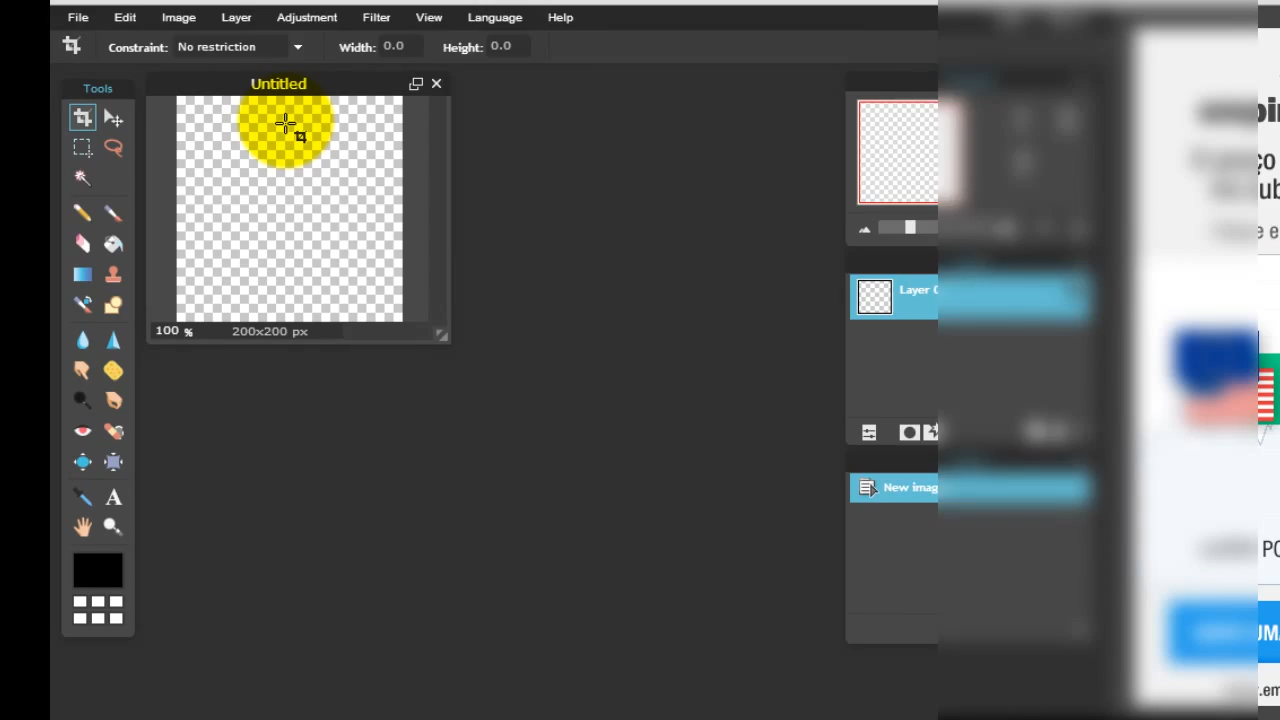 File Edit Image Layer Adjustment Filter View Language Help
Constraint: No restriction Width: 0.0 Height: 0.0
Tools
Untitled
100 % 200x200 px
A
Layer
New imag
PO